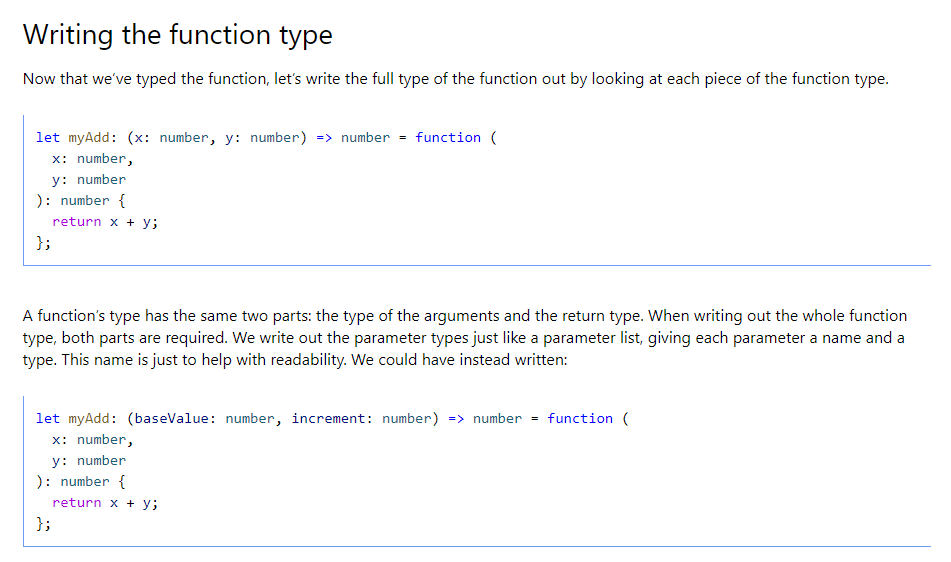 Writing the function type
Now that we've typed the function, let's write the full type of the function out by looking at each piece of the function type.
let myAdd: (x: number, y: number) => number = function (
  x: number,
  y: number
): number {
  return x + y;
};
A function's type has the same two parts: the type of the arguments and the return type. When writing out the whole function
type, both parts are required. We write out the parameter types just like a parameter list, giving each parameter a name and a
type. This name is just to help with readability. We could have instead written:
let myAdd: (baseValue: number, increment: number) => number = function (
  x: number,
  y: number
): number {
  return x + y;
};